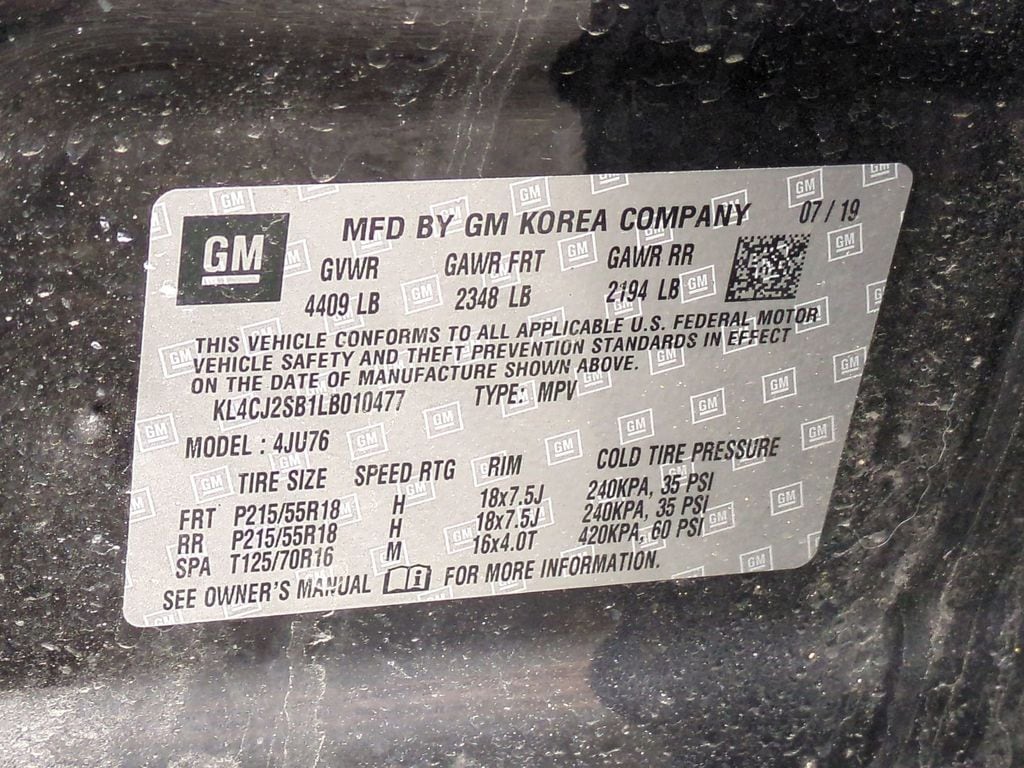 GM
MFD BY GM KOREA COMPANY 07 / 19
GVWR GAWR FRT GAWR RR
4409 LB 2348 LB 2194 LB
THIS VEHICLE CONFORMS TO ALL APPLICABLE U.S. FEDERAL MOTOR
VEHICLE SAFETY AND THEFT PREVENTION STANDARDS IN EFFECT
ON THE DATE OF MANUFACTURE SHOWN ABOVE.
KL4CJ2SB1LB010477 TYPE: MPV
MODEL : 4JU76
TIRE SIZE SPEED RTG RIM COLD TIRE PRESSURE
FRT P215/55R18 H 18x7.5J 240KPA, 35 PSI
RR P215/55R18 H 18x7.5J 240KPA, 35 PSI
SPA T125/70R16 M 16x4.0T 420KPA, 60 PSI
SEE OWNER'S MANUAL FOR MORE INFORMATION.